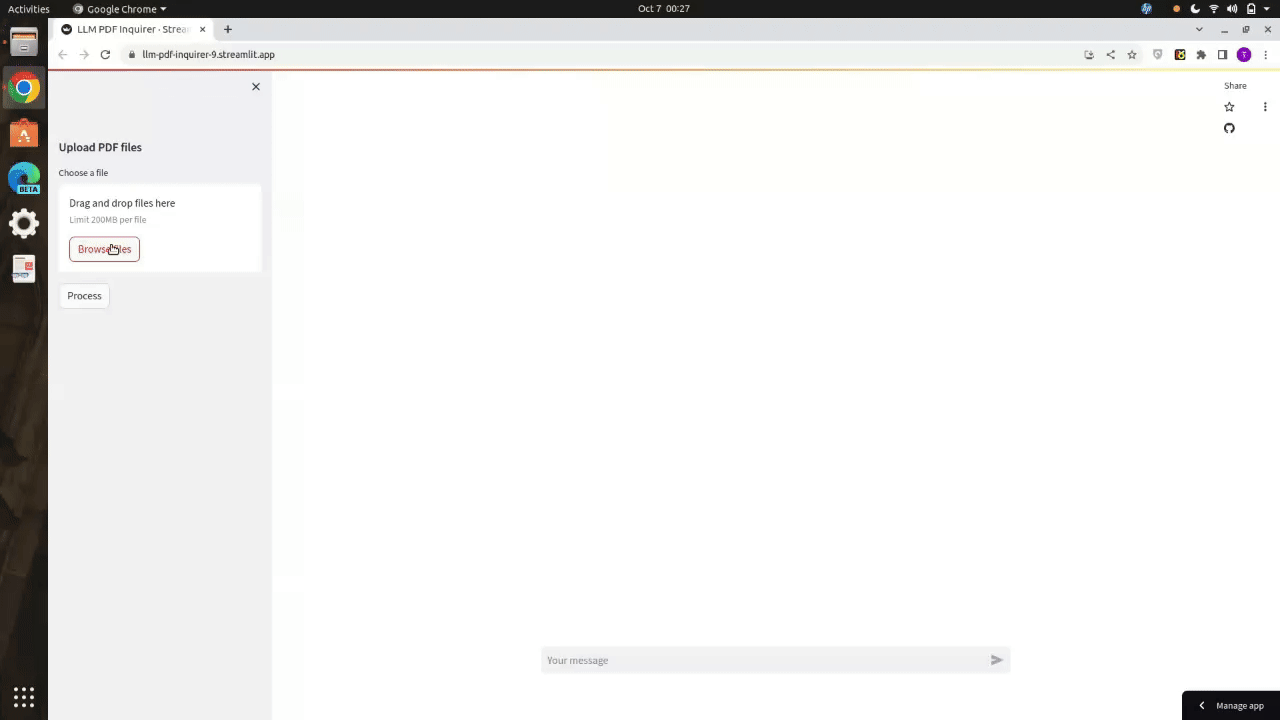 Activities
Google Chrome
Oct 7 00:27
LLM PDF Inquirer · Strea
llm-pdf-inquirer-9.streamlit.app
BETA
Share
Upload PDF files
Choose a file
Drag and drop files here
Limit 200MB per file
Browse files
Process
Your message
Manage app